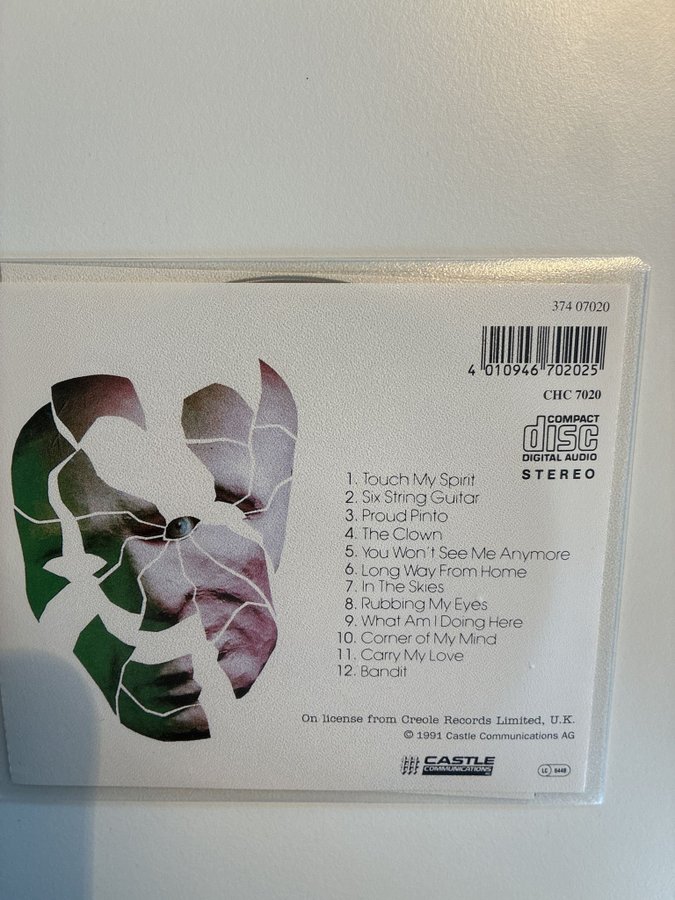 374 07020
4 010946 702025
CHC 7020
COMPACT
disc
DIGITAL AUDIO
STEREO
1. Touch My Spirit
2. Six String Guitar
3. Proud Pinto
4. The Clown
5. You Won't See Me Anymore
6. Long Way From Home
7. In The Skies
8. Rubbing My Eyes
9. What Am I Doing Here
10. Corner of My Mind
11. Carry My Love
12. Bandit
On license from Creole Records Limited, U.K.
© 1991 Castle Communications AG
CASTLE
COMMUNICATIONS
LC 6448